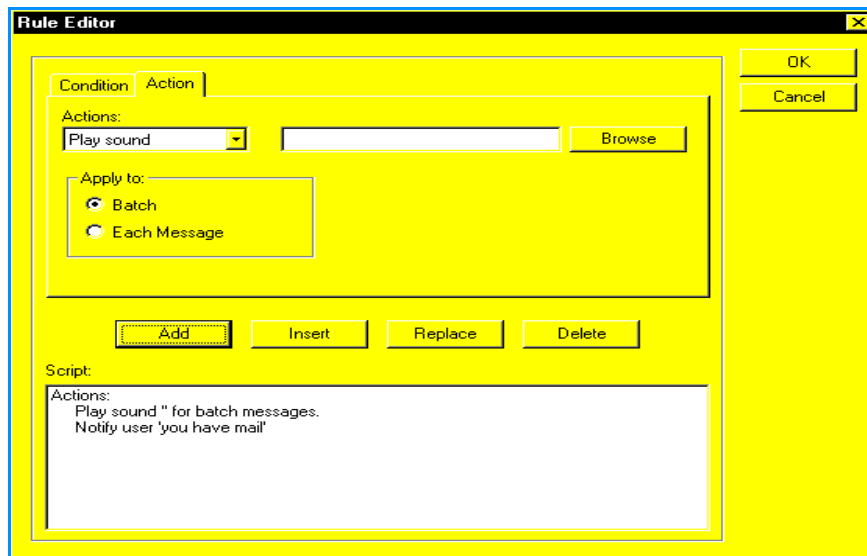 Rule Editor
OK
Cancel
Condition Action
Actions:
Play sound
Browse
Apply to:
Batch
Each Message
Add Insert Replace Delete
Script:
Actions:
Play sound '' for batch messages.
Notify user 'you have mail'